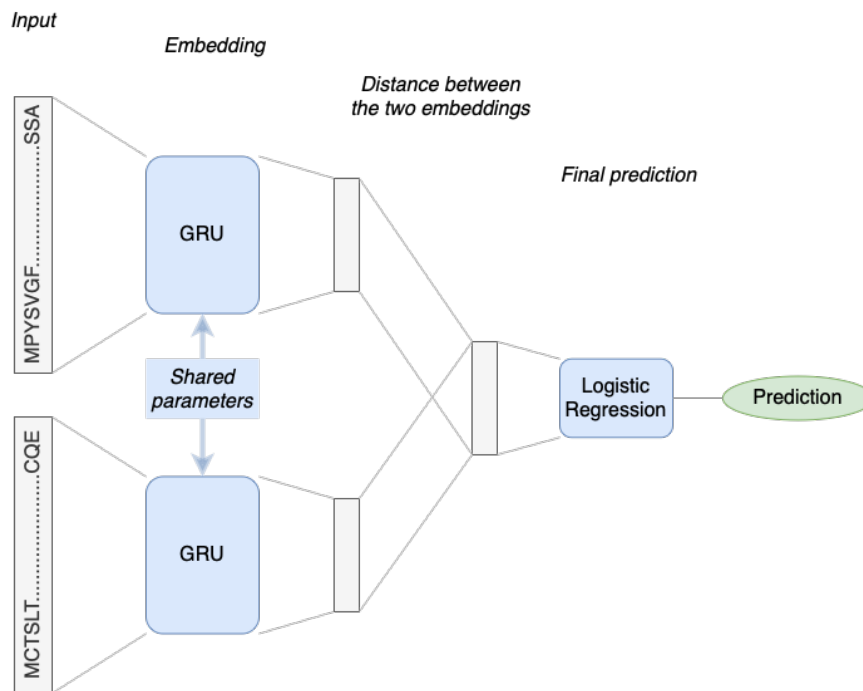 Input
Embedding
Distance between
the two embeddings
Final prediction
MPYSVGF...............SSA
GRU
Shared
parameters
Logistic
Regression
Prediction
MCTSLT...............CQE
GRU